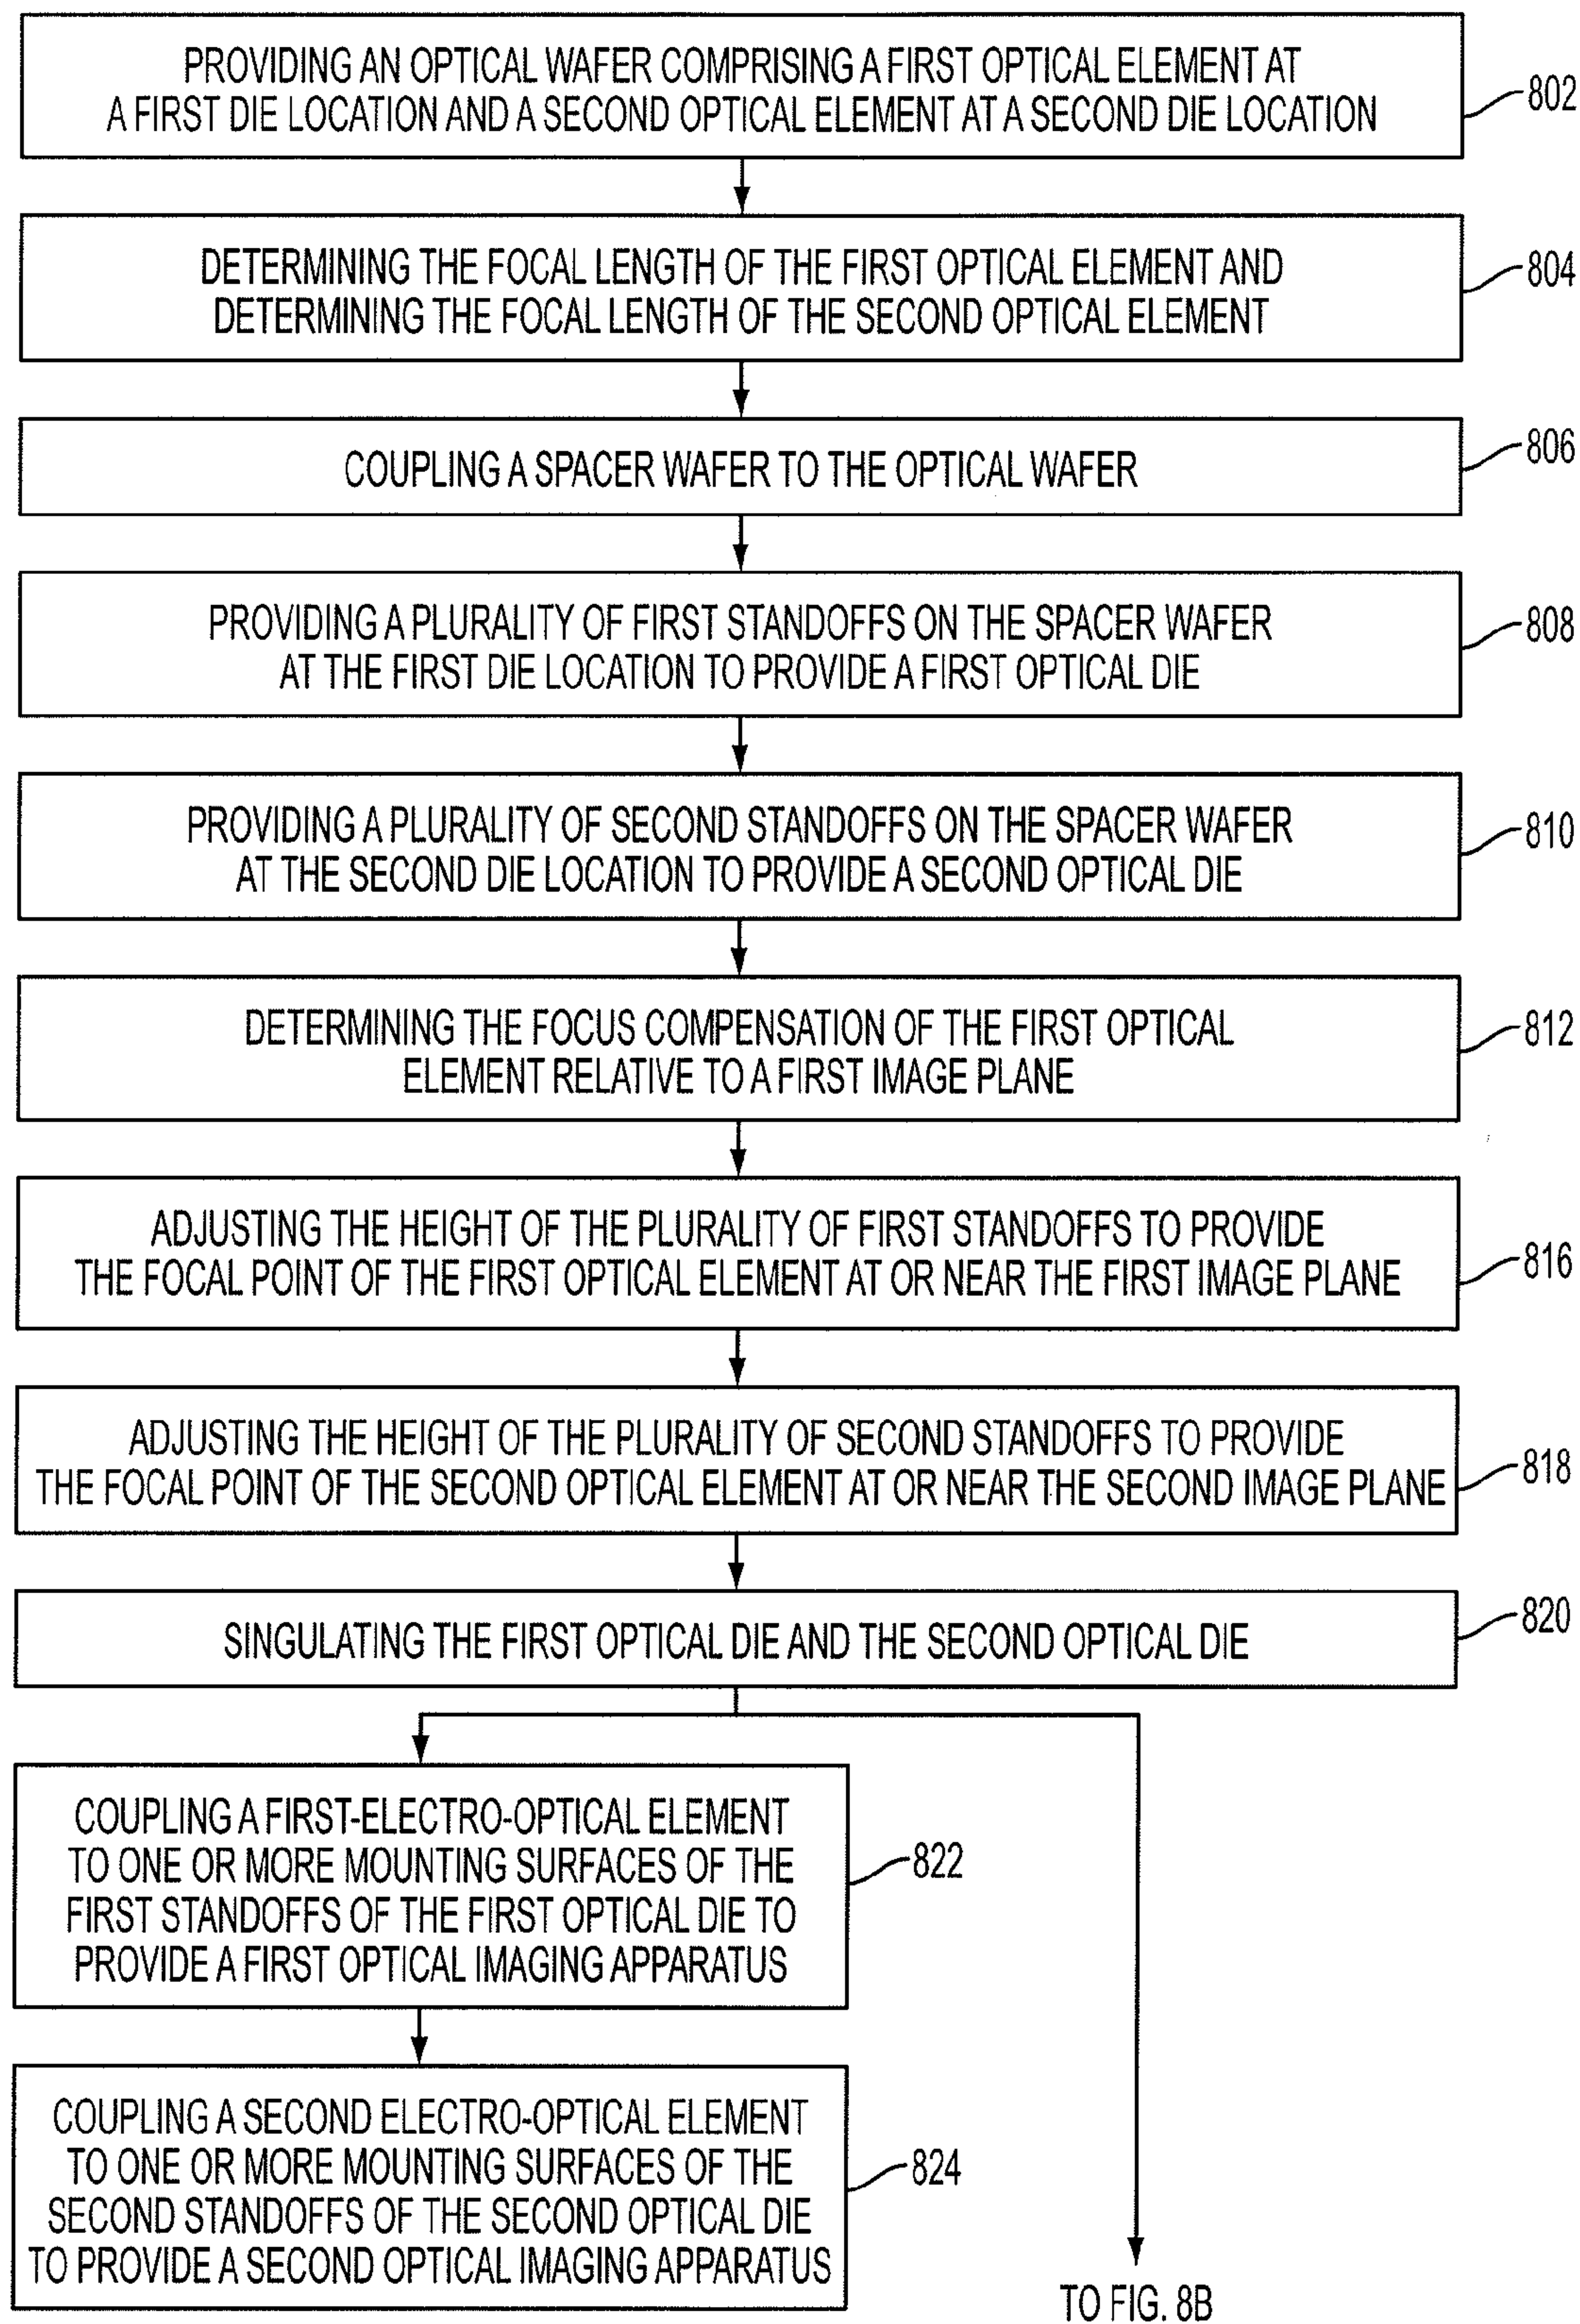 PROVIDING AN OPTICAL WAFER COMPRISING A FIRST OPTICAL ELEMENT AT
A FIRST DIE LOCATION AND A SECOND OPTICAL ELEMENT AT A SECOND DIE LOCATION
802
DETERMINING THE FOCAL LENGTH OF THE FIRST OPTICAL ELEMENT AND
DETERMINING THE FOCAL LENGTH OF THE SECOND OPTICAL ELEMENT
804
COUPLING A SPACER WAFER TO THE OPTICAL WAFER
806
PROVIDING A PLURALITY OF FIRST STANDOFFS ON THE SPACER WAFER
AT THE FIRST DIE LOCATION TO PROVIDE A FIRST OPTICAL DIE
808
PROVIDING A PLURALITY OF SECOND STANDOFFS ON THE SPACER WAFER
AT THE SECOND DIE LOCATION TO PROVIDE A SECOND OPTICAL DIE
810
DETERMINING THE FOCUS COMPENSATION OF THE FIRST OPTICAL
ELEMENT RELATIVE TO A FIRST IMAGE PLANE
812
ADJUSTING THE HEIGHT OF THE PLURALITY OF FIRST STANDOFFS TO PROVIDE
THE FOCAL POINT OF THE FIRST OPTICAL ELEMENT AT OR NEAR THE FIRST IMAGE PLANE
816
ADJUSTING THE HEIGHT OF THE PLURALITY OF SECOND STANDOFFS TO PROVIDE
THE FOCAL POINT OF THE SECOND OPTICAL ELEMENT AT OR NEAR THE SECOND IMAGE PLANE
818
SINGULATING THE FIRST OPTICAL DIE AND THE SECOND OPTICAL DIE
820
COUPLING A FIRST-ELECTRO-OPTICAL ELEMENT
TO ONE OR MORE MOUNTING SURFACES OF THE
FIRST STANDOFFS OF THE FIRST OPTICAL DIE TO
PROVIDE A FIRST OPTICAL IMAGING APPARATUS
822
COUPLING A SECOND ELECTRO-OPTICAL ELEMENT
TO ONE OR MORE MOUNTING SURFACES OF THE
SECOND STANDOFFS OF THE SECOND OPTICAL DIE
TO PROVIDE A SECOND OPTICAL IMAGING APPARATUS
824
TO FIG. 8B